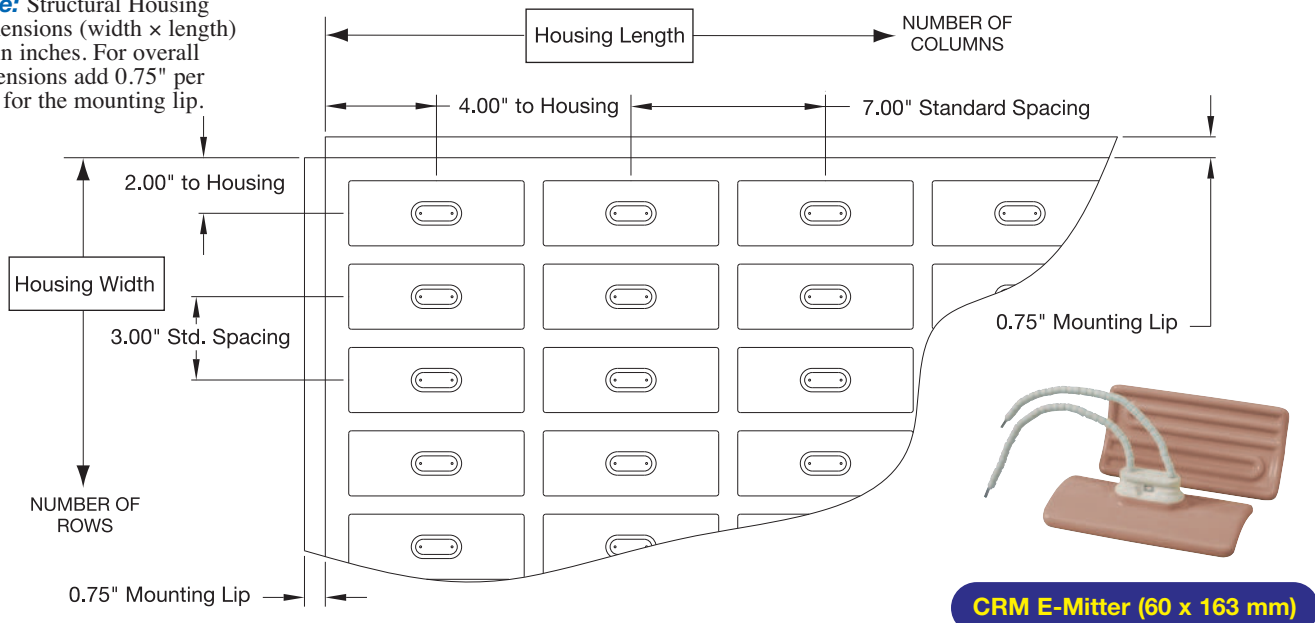 Structural Housing
(width × length)
inches. For overall
add 0.75" per
for the mounting lip.
Housing Length
NUMBER OF
COLUMNS
4.00" to Housing
7.00" Standard Spacing
2.00" to Housing
Housing Width
3.00" Std. Spacing
0.75" Mounting Lip
NUMBER OF
ROWS
0.75" Mounting Lip
CRM E-Mitter (60 x 163 mm)